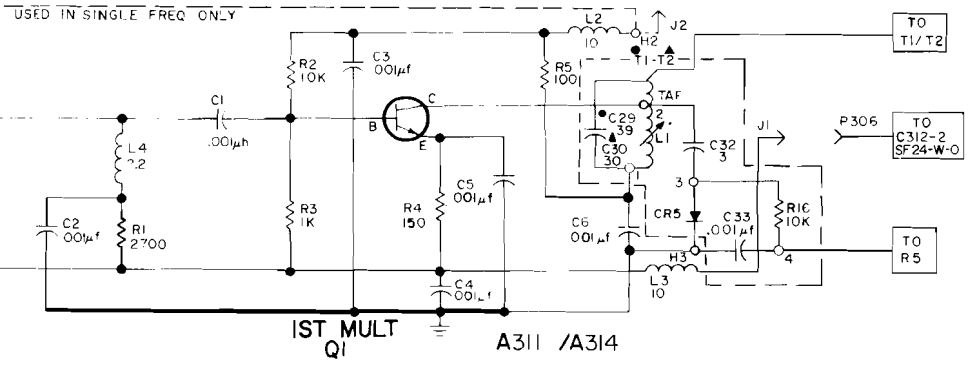 USED IN SINGLE FREQ ONLY
L2
10
J2
H2
TO
T1/T2
C3
.001µf
R2
10K
R5
100
T1-T2
C1
.001µh
C
B
E
TAP
2
C29
39
C30
30
L1
J1
P306
TO
C312-2
SF24-W-O
L4
2.2
C32
3
3
C2
.001µf
R1
2700
R3
1K
R4
150
C5
.001µf
C6
.001µf
CR5
C33
.001µf
R16
10K
4
TO
R5
H3
L3
10
C4
.001µf
1ST MULT
Q1
A311 /A314